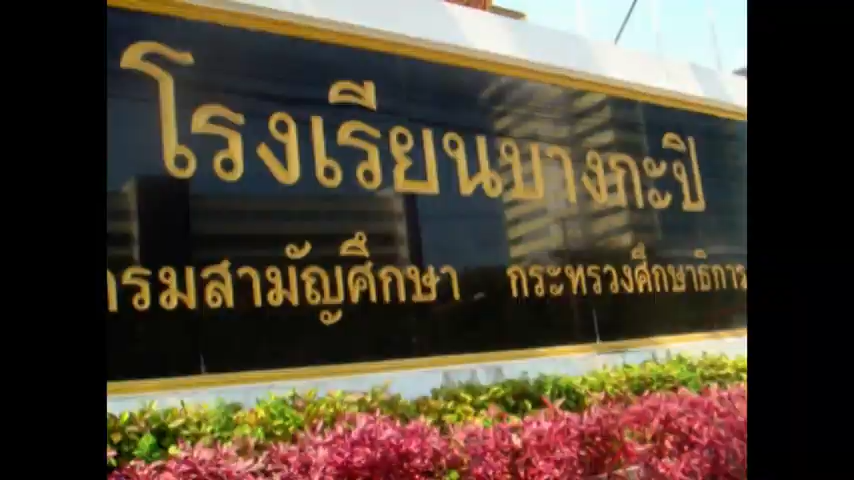 โรงเรียนบางกะปิ
กรมสามัญศึกษา กระทรวงศึกษาธิการ